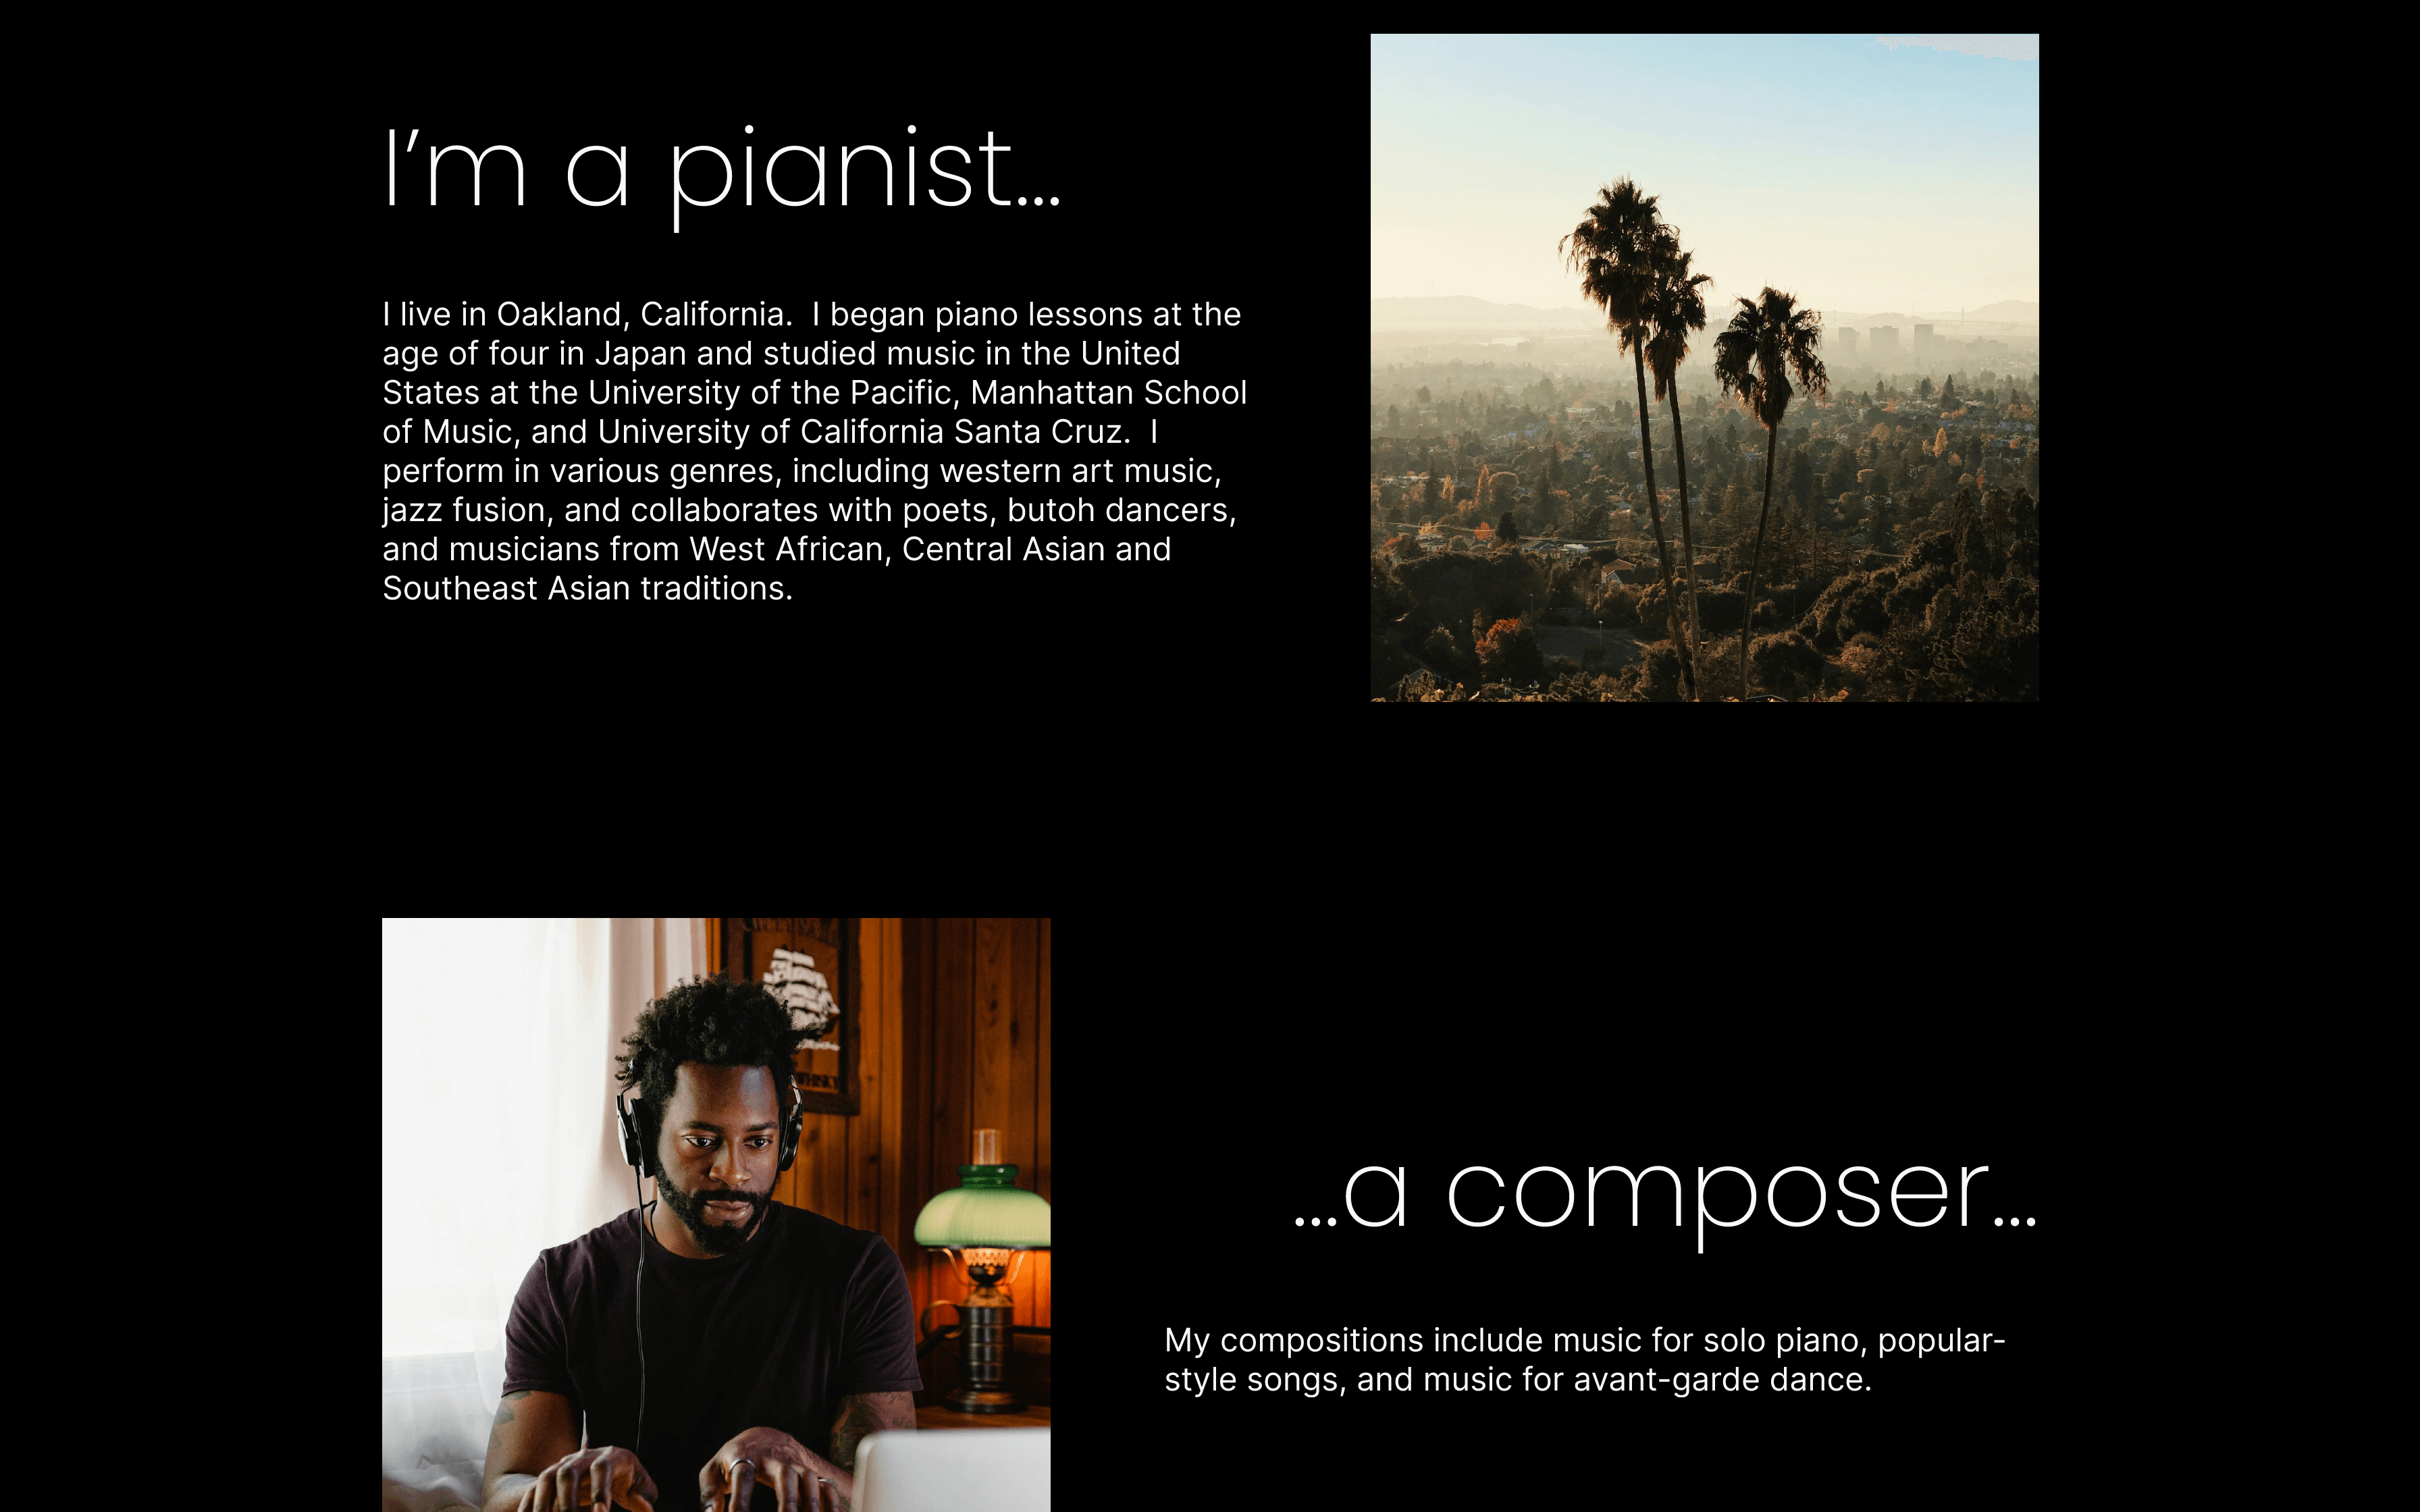 I’m a pianist...
I live in Oakland, California.  I began piano lessons at the
age of four in Japan and studied music in the United
States at the University of the Pacific, Manhattan School
of Music, and University of California Santa Cruz.  I
perform in various genres, including western art music,
jazz fusion, and collaborates with poets, butoh dancers,
and musicians from West African, Central Asian and
Southeast Asian traditions.
...a composer...
My compositions include music for solo piano, popular-
style songs, and music for avant-garde dance.